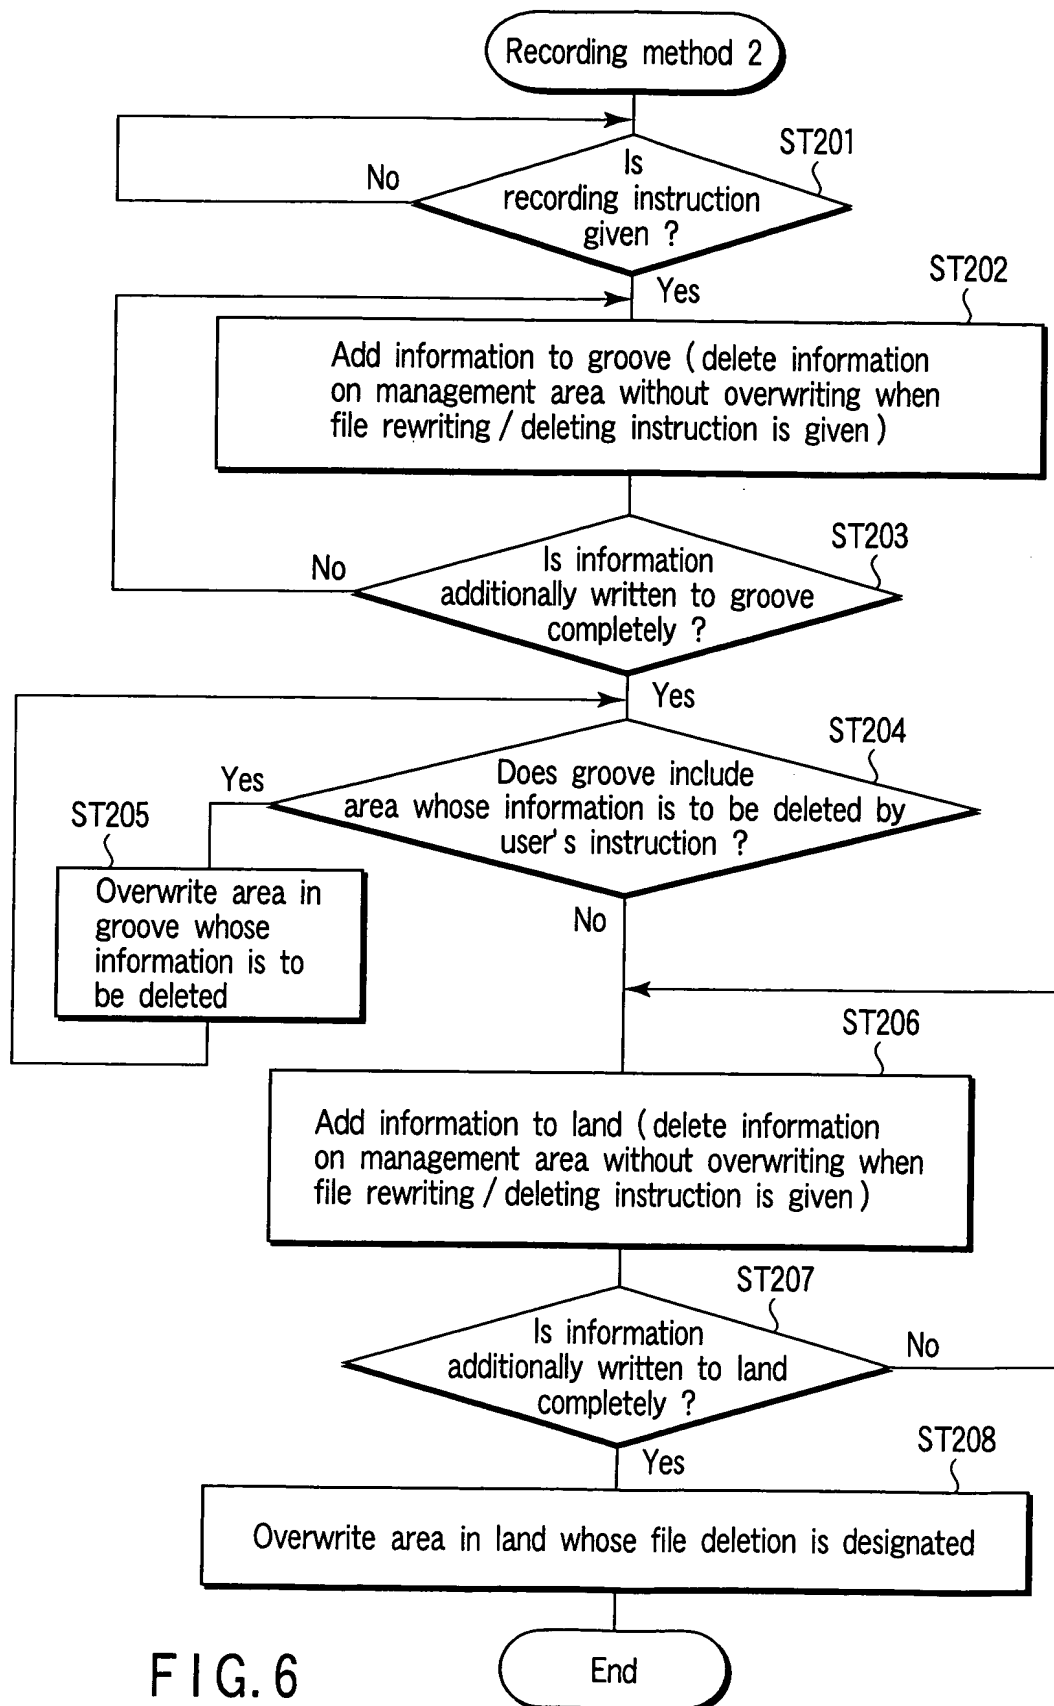 Recording method 2
ST201
Is
recording instruction
given ?
No
Yes
ST202
Add information to groove ( delete information
on management area without overwriting when
file rewriting / deleting instruction is given )
ST203
Is information
additionally written to groove
completely ?
No
Yes
ST204
Does groove include
area whose information is to be deleted by
user's instruction ?
Yes
ST205
Overwrite area in
groove whose
information is to
be deleted
No
ST206
Add information to land ( delete information
on management area without overwriting when
file rewriting / deleting instruction is given )
ST207
Is information
additionally written to land
completely ?
No
Yes
ST208
Overwrite area in land whose file deletion is designated
End
FIG. 6